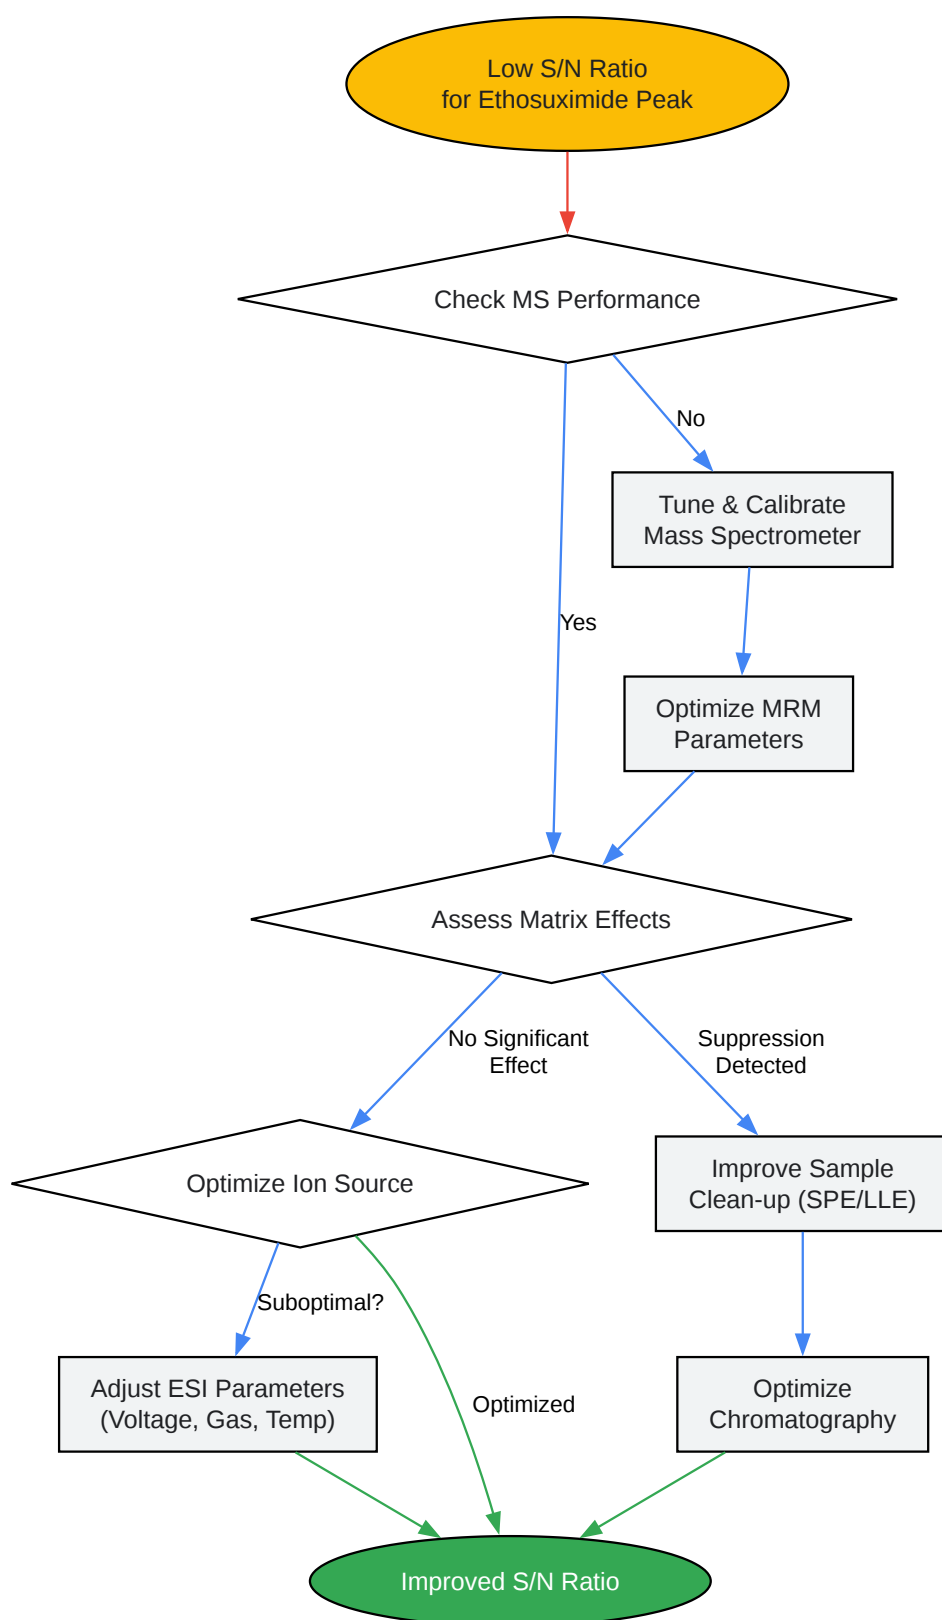 Low S/N Ratio
for Ethosuximide Peak
Check MS Performance
No
Tune & Calibrate
Mass Spectrometer
Yes
Optimize MRM
Parameters
Assess Matrix Effects
No Significant
Effect
Suppression
Detected
Optimize Ion Source
Improve Sample
Clean-up (SPE/LLE)
Suboptimal?
Adjust ESI Parameters
(Voltage, Gas, Temp)
Optimized
Optimize
Chromatography
Improved S/N Ratio